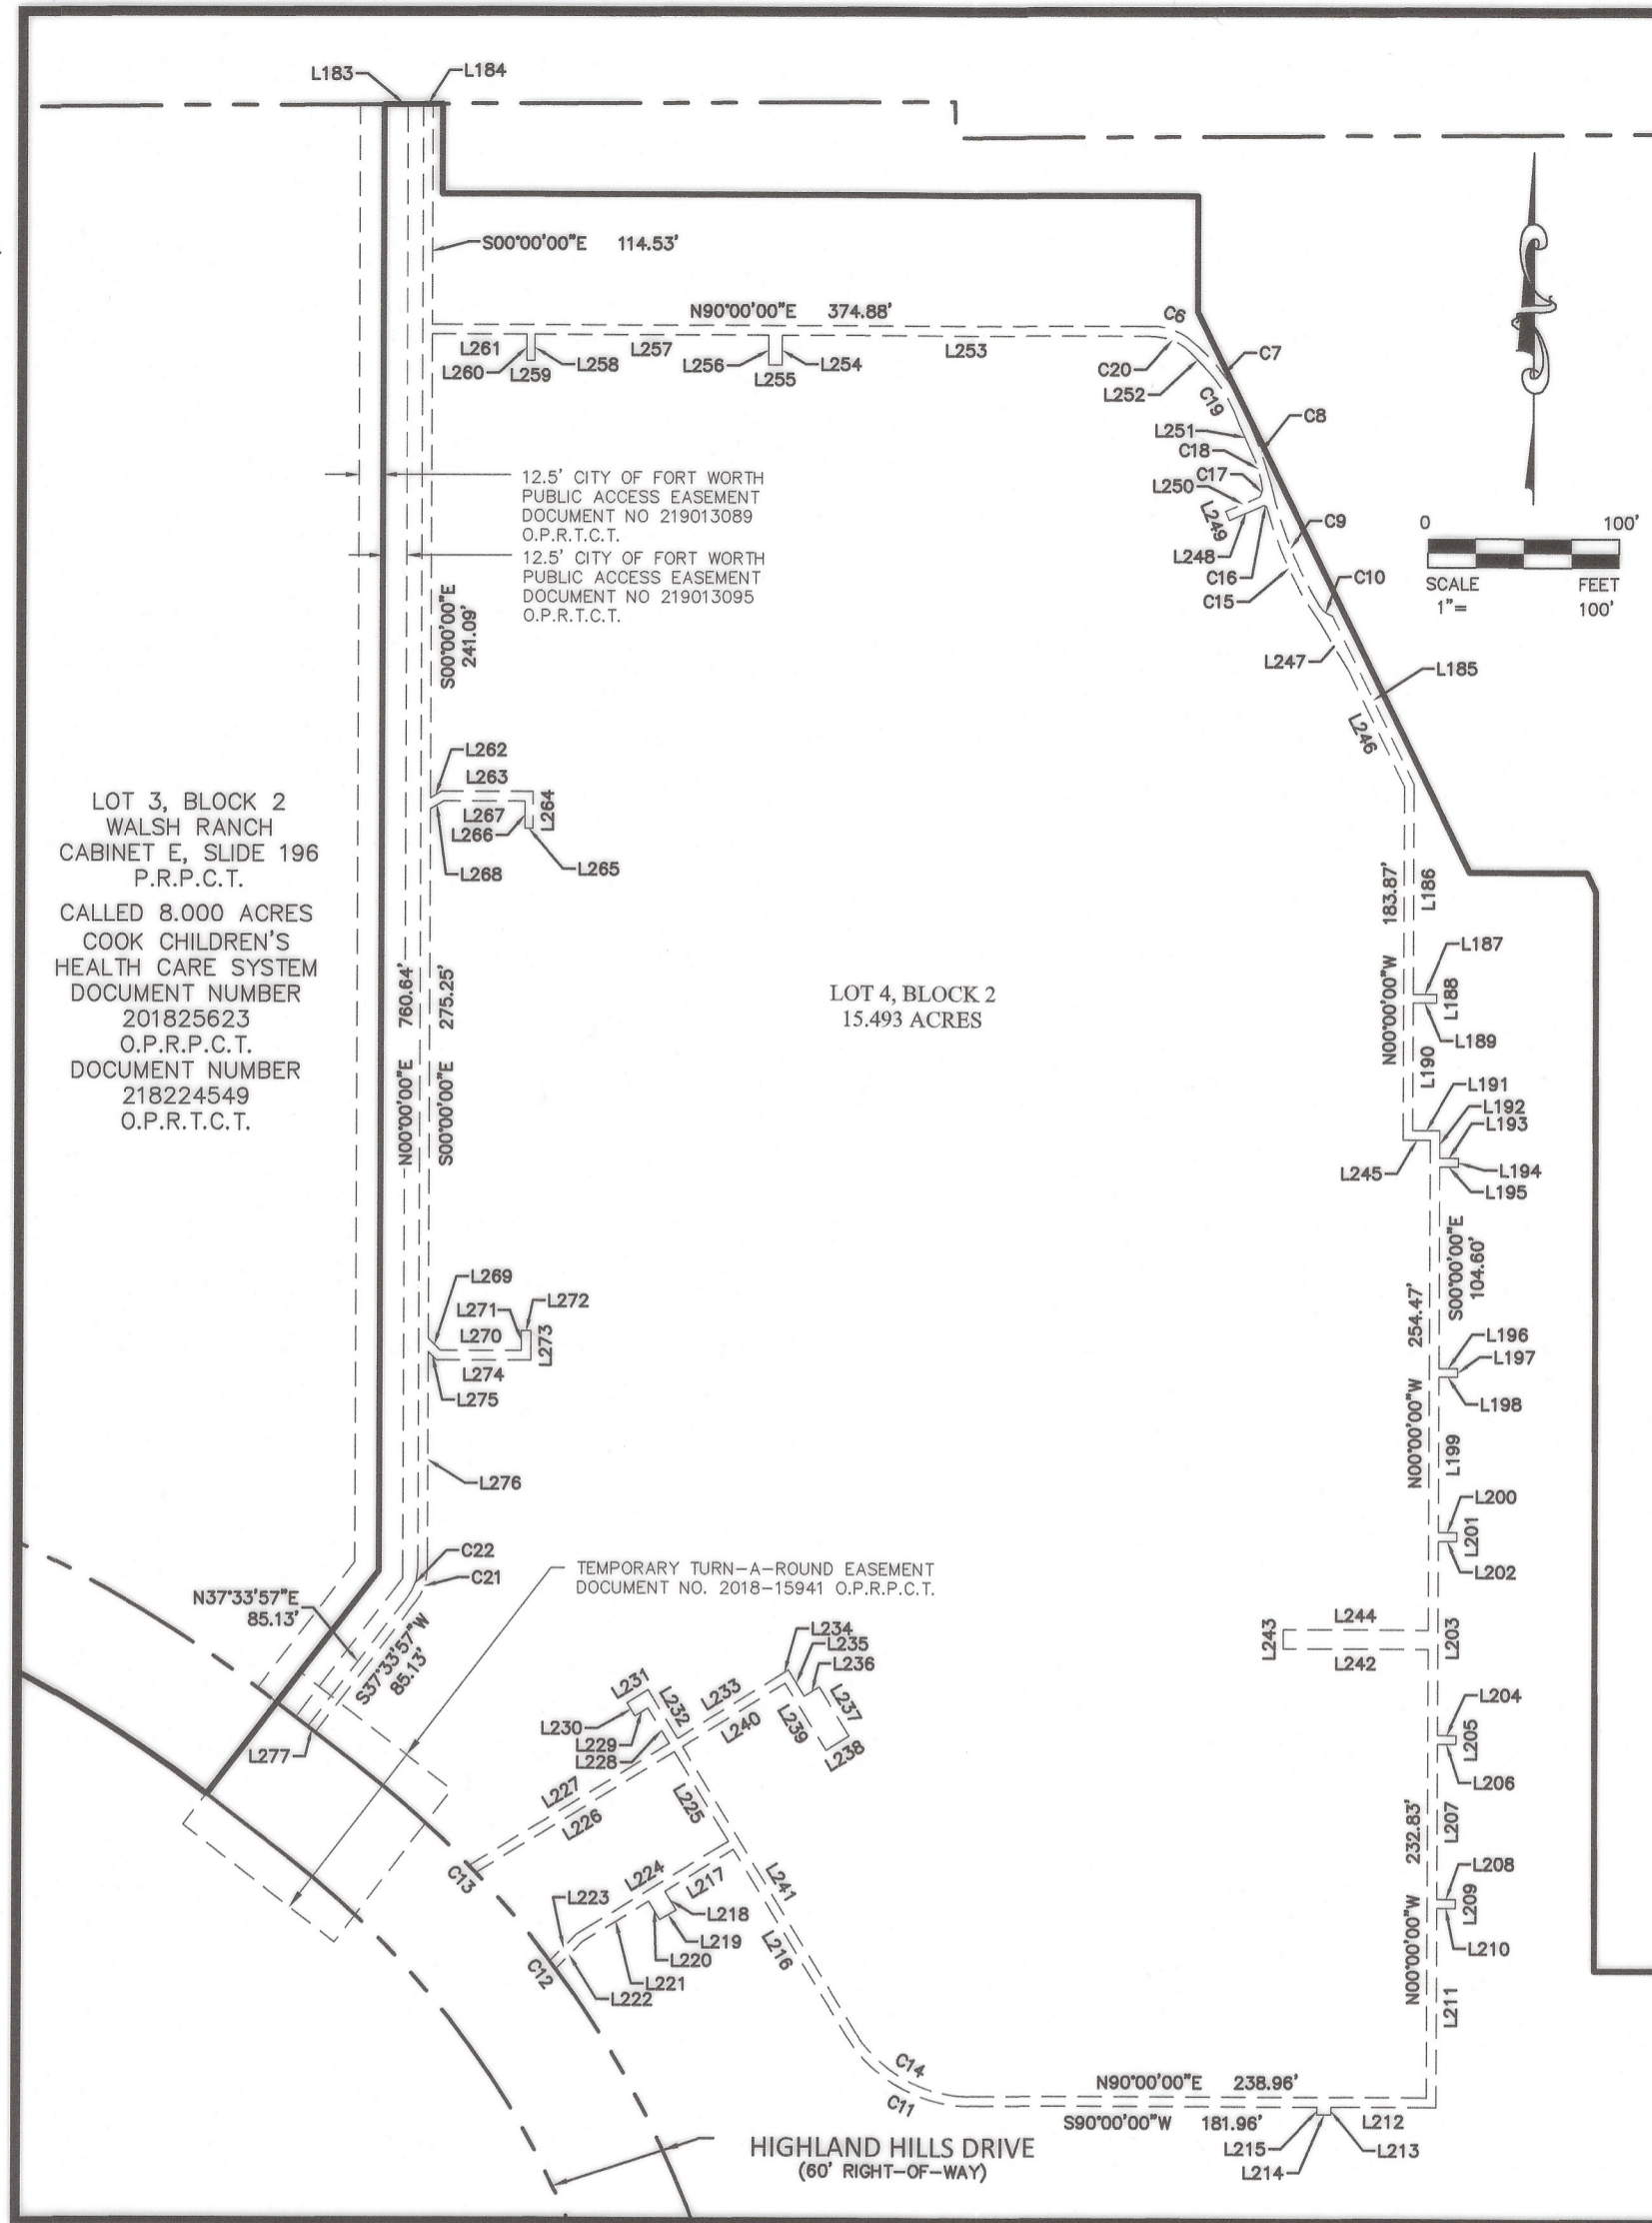 L183
L184
S00°00'00"E 114.53'
N90°00'00"E 374.88'
L261
L260
L259
L258
L257
L256
L255
L254
L253
C6
C7
C20
L252
C19
C8
L251
C18
C17
L250
L249
L248
C16
C15
C9
C10
L247
L185
L246
0 100'
SCALE FEET
1"= 100'
12.5' CITY OF FORT WORTH
PUBLIC ACCESS EASEMENT
DOCUMENT NO 219013089
O.P.R.T.C.T.
12.5' CITY OF FORT WORTH
PUBLIC ACCESS EASEMENT
DOCUMENT NO 219013095
O.P.R.T.C.T.
S00°00'00"E
241.09'
L262
L263
L264
L267
L266
L265
L268
LOT 3, BLOCK 2
WALSH RANCH
CABINET E, SLIDE 196
P.R.P.C.T.
CALLED 8.000 ACRES
COOK CHILDREN'S
HEALTH CARE SYSTEM
DOCUMENT NUMBER
201825623
O.P.R.P.C.T.
DOCUMENT NUMBER
218224549
O.P.R.T.C.T.
N00°00'00"E 760.64'
S00°00'00"E 275.25'
LOT 4, BLOCK 2
15.493 ACRES
N00°00'00"W 183.87'
L186
L187
L188
L189
L190
L191
L192
L193
L194
L195
L245
S00°00'00"E
104.60'
N00°00'00"W 254.47'
L196
L197
L198
L199
L200
L201
L202
L269
L271
L272
L270
L273
L274
L275
L276
C22
C21
N37°33'57"E
85.13'
S37°33'57"W
85.13'
L277
TEMPORARY TURN-A-ROUND EASEMENT
DOCUMENT NO. 2018-15941 O.P.R.P.C.T.
L244
L243
L242
L203
L204
L205
L206
L207
L208
L209
L210
L211
N00°00'00"W 232.83'
L234
L235
L236
L237
L238
L239
L233
L240
L231
L232
L230
L229
L228
L227
L226
L225
C13
L241
L224
L217
L223
L218
L219
L220
L221
L222
C12
L216
C14
C11
N90°00'00"E 238.96'
S90°00'00"W 181.96'
L212
L215
L213
L214
HIGHLAND HILLS DRIVE
(60' RIGHT-OF-WAY)